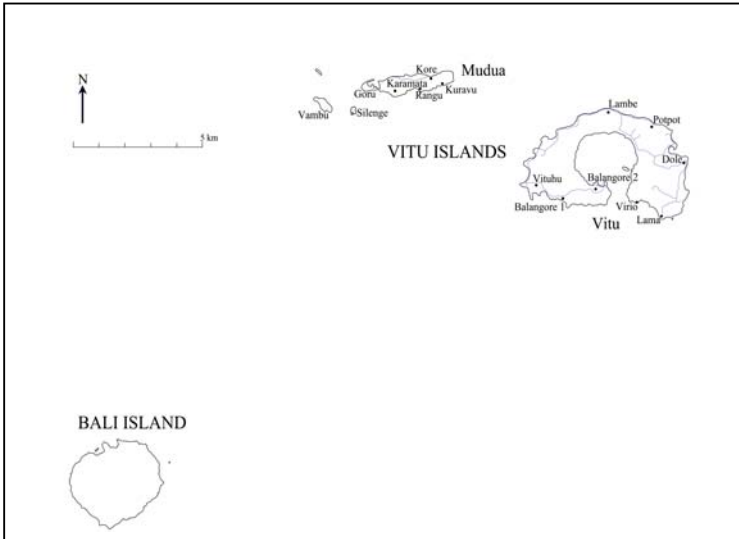 N
5 km
Kore
Mudua
Karamata
Goru
Rangu
Kuravu
Vambu
Silenge
Lambe
Potpot
VITU ISLANDS
Dole
Vituhu
Balangore 2
Balangore 1
Virio
Lama
Vitu
BALI ISLAND